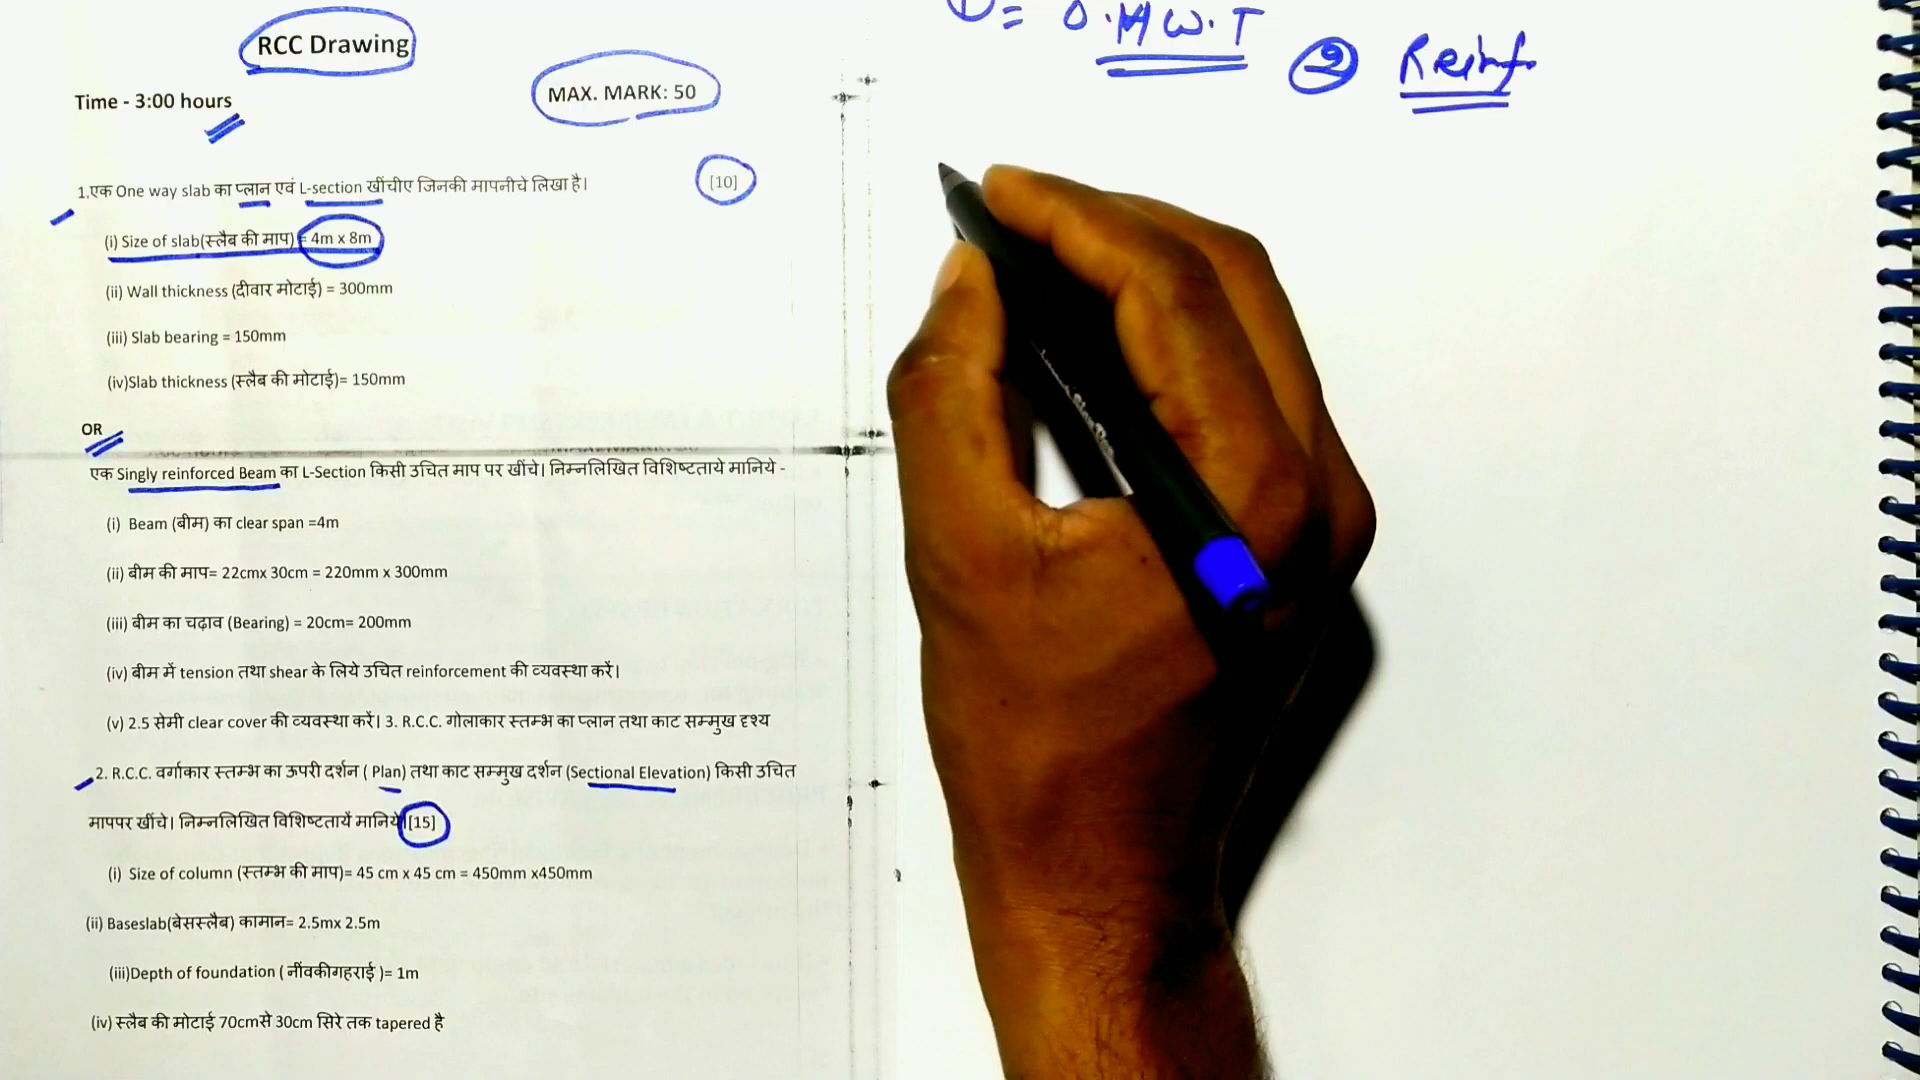 RCC Drawing
MAX. MARK: 50
Time - 3:00 hours
1.एक One way slab का प्लान एवं L-section खींचीए जिनकी मापनीचे लिखा है। [10]
(i) Size of slab(स्लैब की माप) = 4m x 8m
(ii) Wall thickness (दीवार मोटाई) = 300mm
(iii) Slab bearing = 150mm
(iv)Slab thickness (स्लैब की मोटाई)= 150mm
OR
एक Singly reinforced Beam का L-Section किसी उचित माप पर खींचे। निम्नलिखित विशिष्टताये मानिये -
(i) Beam (बीम) का clear span =4m
(ii) बीम की माप= 22cmx 30cm = 220mm x 300mm
(iii) बीम का चढ़ाव (Bearing) = 20cm= 200mm
(iv) बीम में tension तथा shear के लिये उचित reinforcement की व्यवस्था करें।
(v) 2.5 सेमी clear cover की व्यवस्था करें। 3. R.C.C. गोलाकार स्तम्भ का प्लान तथा काट सम्मुख दृश्य
2. R.C.C. वर्गाकार स्तम्भ का ऊपरी दर्शन ( Plan) तथा काट सम्मुख दर्शन (Sectional Elevation) किसी उचित
मापपर खींचे। निम्नलिखित विशिष्टतायें मानिये।[15]
(i) Size of column (स्तम्भ की माप)= 45 cm x 45 cm = 450mm x450mm
(ii) Baseslab(बेसस्लैब) कामान= 2.5mx 2.5m
(iii)Depth of foundation ( नींवकीगहराई )= 1m
(iv) स्लैब की मोटाई 70cmसे 30cm सिरे तक tapered है
= O.H W.T
② Reinf